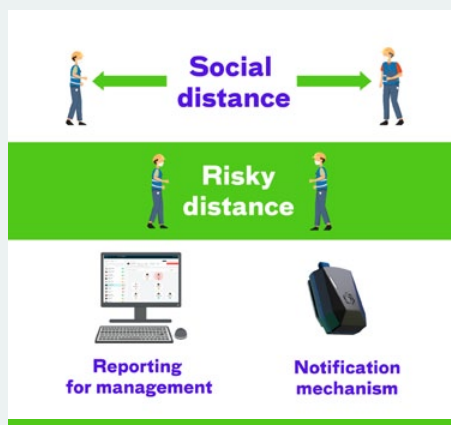 Social
distance
Risky
distance
Reporting
for management
Notification
mechanism